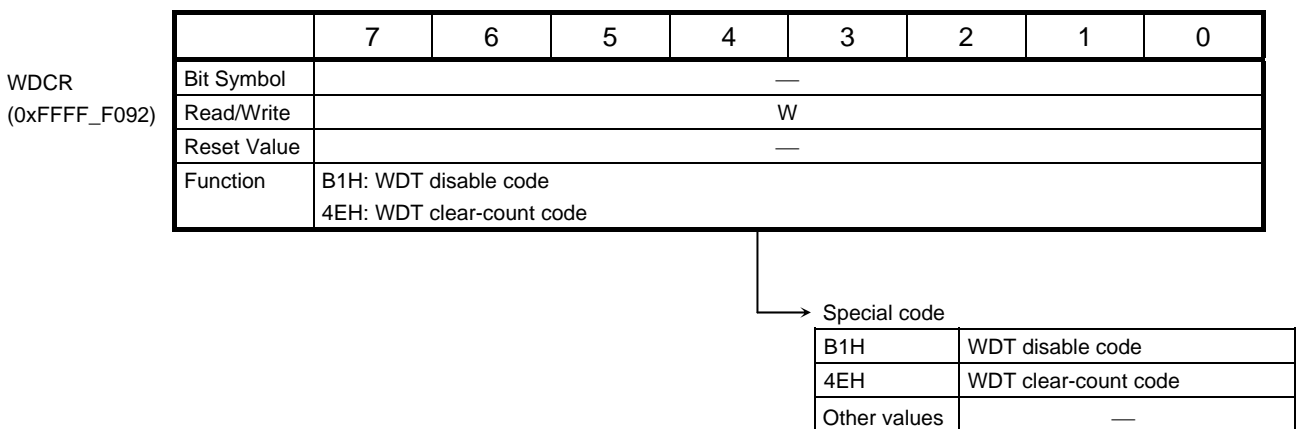 7 6 5 4 3 2 1 0
WDCR
(0xFFFF_F092)
Bit Symbol —
Read/Write W
Reset Value —
Function B1H: WDT disable code
4EH: WDT clear-count code
Special code
B1H WDT disable code
4EH WDT clear-count code
Other values —